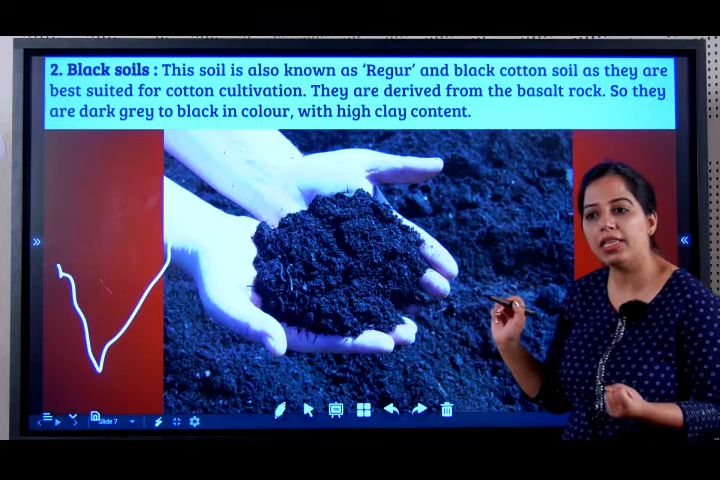 2. Black soils : This soil is also known as ‘Regur’ and black cotton soil as they are
best suited for cotton cultivation. They are derived from the basalt rock. So they
are dark grey to black in colour, with high clay content.
Slide 7